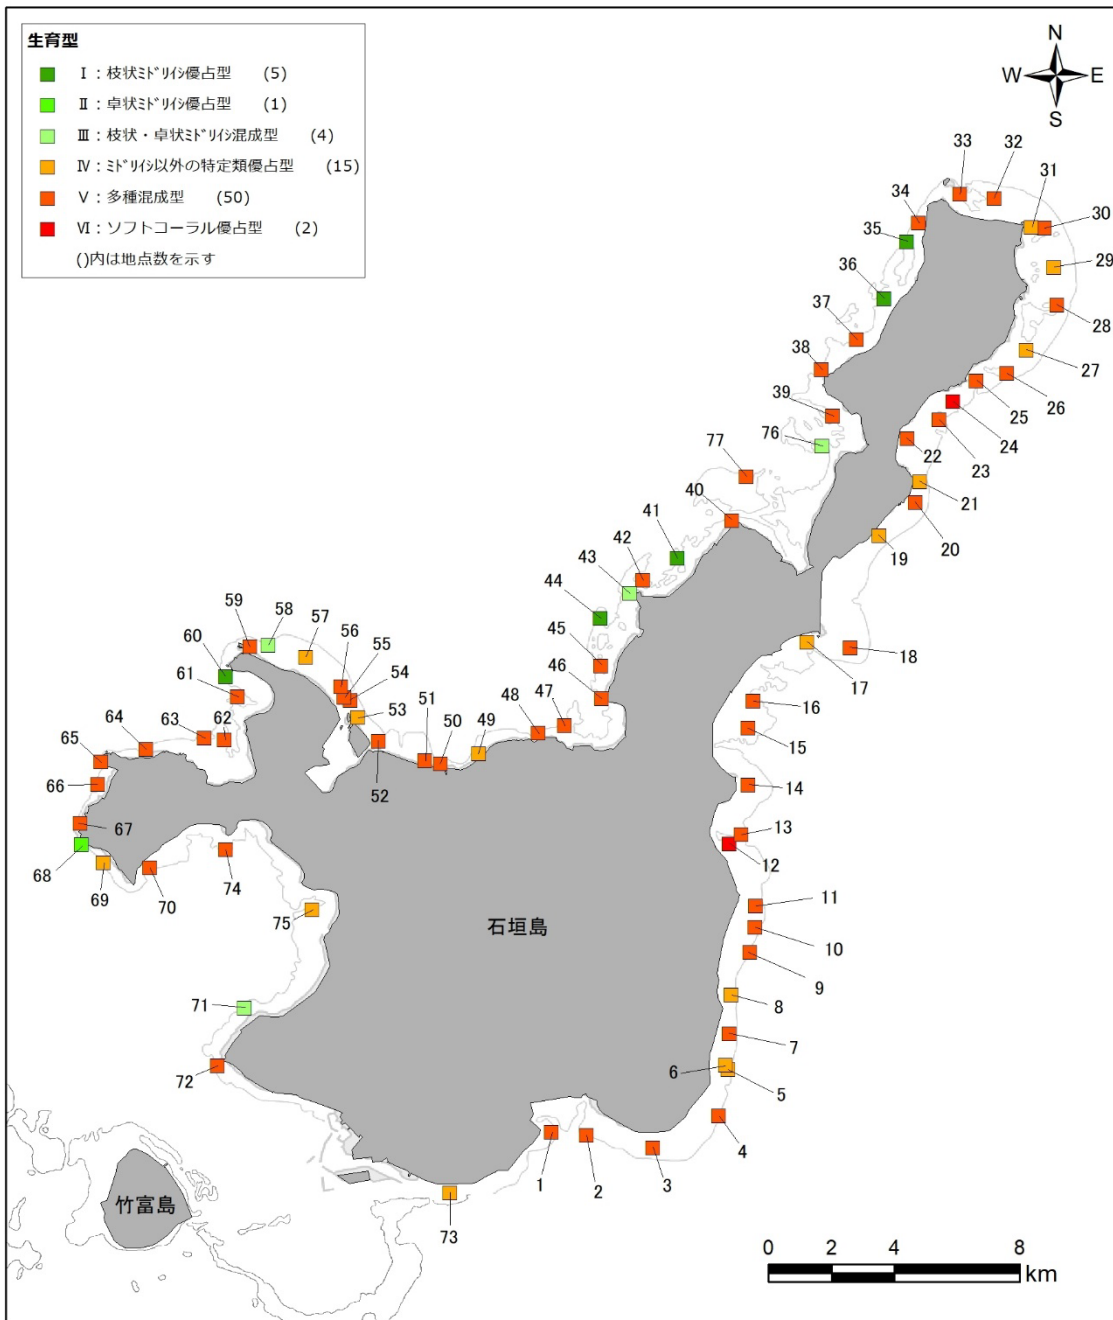 生育型
Ⅰ：枝状ﾐﾄﾞﾘｲｼ優占型 (5)
Ⅱ：卓状ﾐﾄﾞﾘｲｼ優占型 (1)
Ⅲ：枝状・卓状ﾐﾄﾞﾘｲｼ混成型 (4)
Ⅳ：ﾐﾄﾞﾘｲｼ以外の特定類優占型 (15)
Ⅴ：多種混成型 (50)
Ⅵ：ソフトコーラル優占型 (2)
()内は地点数を示す
N
W E
S
33 32
31
34 30
35
29
36
28
37
27
38
26
25
39
24
76 23
22
77
21
40
20
41
19
42
43
44
59 58 57
56
45 55
60
54
18
46
61 17
53
51 50 49 48 47
64 63 62 16
65
15
66
52
14
67
13
68
12
69 70 74
11
75
石垣島
10
9
71
8
7
72 6
5
4
1 2 3
竹富島
73
0 2 4 8
km